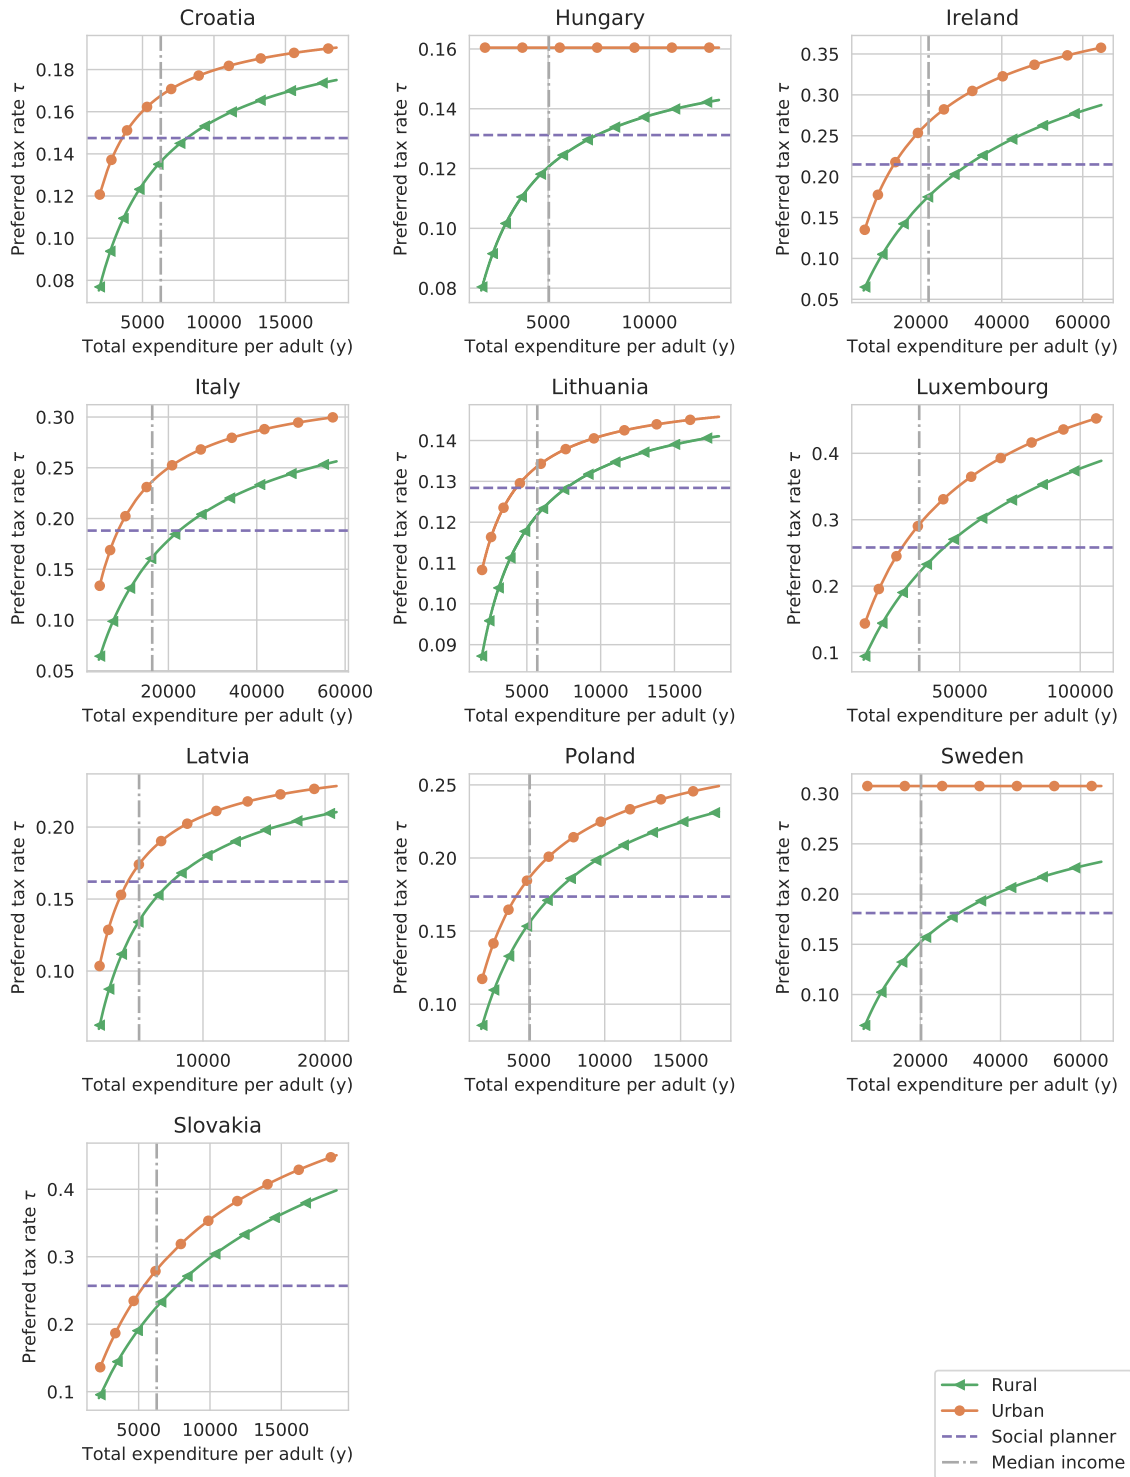 Croatia
Preferred tax rate τ
0.18
0.16
0.14
0.12
0.10
0.08
5000 10000 15000
Total expenditure per adult (y)
Hungary
Preferred tax rate τ
0.16
0.14
0.12
0.10
0.08
5000 10000
Total expenditure per adult (y)
Ireland
Preferred tax rate τ
0.35
0.30
0.25
0.20
0.15
0.10
0.05
20000 40000 60000
Total expenditure per adult (y)
Italy
Preferred tax rate τ
0.30
0.25
0.20
0.15
0.10
0.05
20000 40000 60000
Total expenditure per adult (y)
Lithuania
Preferred tax rate τ
0.14
0.13
0.12
0.11
0.10
0.09
5000 10000 15000
Total expenditure per adult (y)
Luxembourg
Preferred tax rate τ
0.4
0.3
0.2
0.1
50000 100000
Total expenditure per adult (y)
Latvia
Preferred tax rate τ
0.20
0.15
0.10
10000 20000
Total expenditure per adult (y)
Poland
Preferred tax rate τ
0.25
0.20
0.15
0.10
5000 10000 15000
Total expenditure per adult (y)
Sweden
Preferred tax rate τ
0.30
0.25
0.20
0.15
0.10
20000 40000 60000
Total expenditure per adult (y)
Slovakia
Preferred tax rate τ
0.4
0.3
0.2
0.1
5000 10000 15000
Total expenditure per adult (y)
Rural
Urban
Social planner
Median income